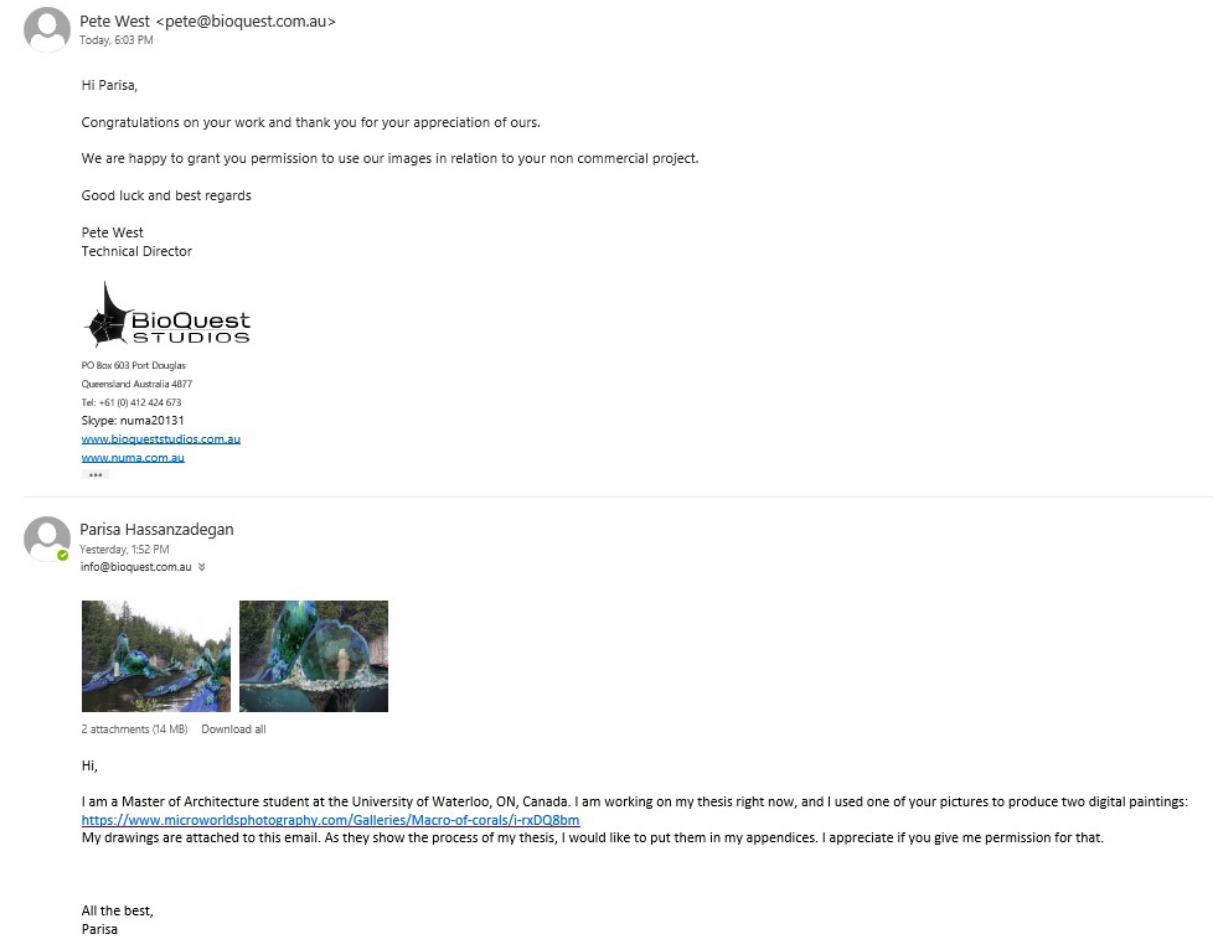 Pete West <pete@bioquest.com.au>
Today, 6:03 PM
Hi Parisa,
Congratulations on your work and thank you for your appreciation of ours.
We are happy to grant you permission to use our images in relation to your non commercial project.
Good luck and best regards
Pete West
Technical Director
BioQuest
STUDIOS
PO Box 603 Port Douglas
Queensland Australia 4877
Tel: +61 (0) 412 424 673
Skype: numa20131
www.bioqueststudios.com.au
www.numa.com.au
Parisa Hassanzadegan
Yesterday, 1:52 PM
info@bioquest.com.au
2 attachments (14 MB) Download all
Hi,
I am a Master of Architecture student at the University of Waterloo, ON, Canada. I am working on my thesis right now, and I used one of your pictures to produce two digital paintings:
https://www.microworldsphotography.com/Galleries/Macro-of-corals/i-rxDQ8bm
My drawings are attached to this email. As they show the process of my thesis, I would like to put them in my appendices. I appreciate if you give me permission for that.
All the best,
Parisa